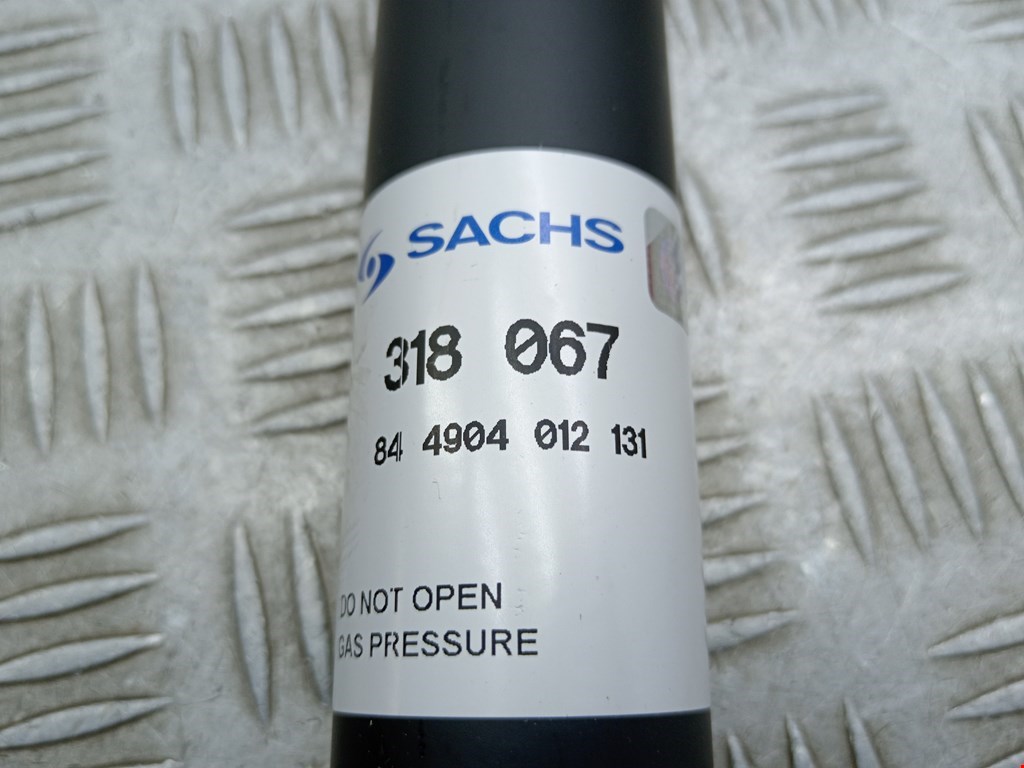 SACHS
318 067
84 4904 012 131
DO NOT OPEN
GAS PRESSURE